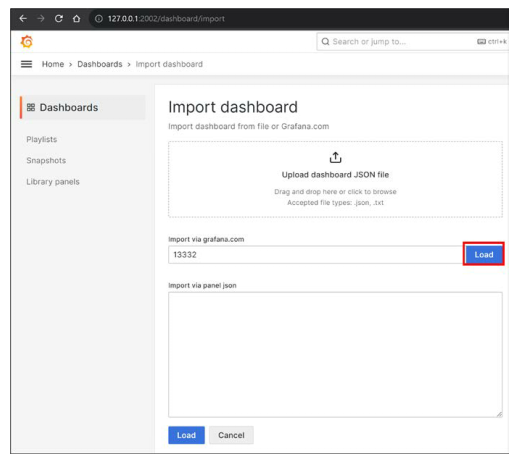 127.0.0.1:2002/dashboard/import
Search or jump to... ctrl+k
Home > Dashboards > Import dashboard
Dashboards
Playlists
Snapshots
Library panels
Import dashboard
Import dashboard from file or Grafana.com
Upload dashboard JSON file
Drag and drop here or click to browse
Accepted file types: .json, .txt
Import via grafana.com
13332 Load
Import via panel json
Load Cancel